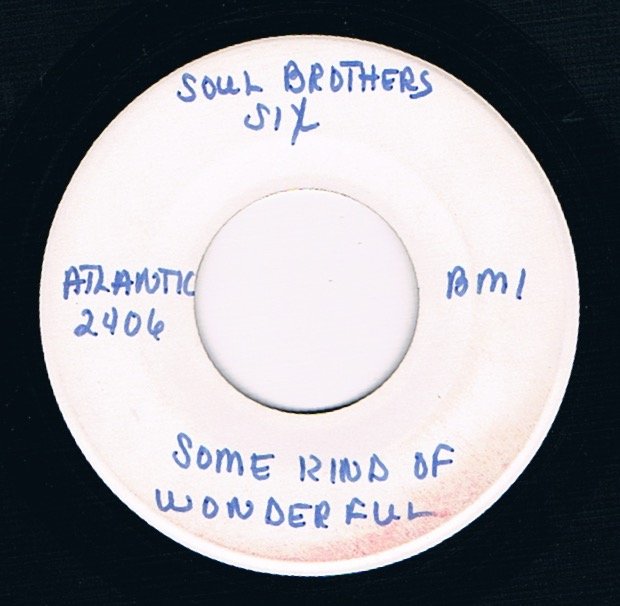 SOUL BROTHERS
SIX
ATLANTIC
2406
BMI
SOME KIND OF
WONDERFUL